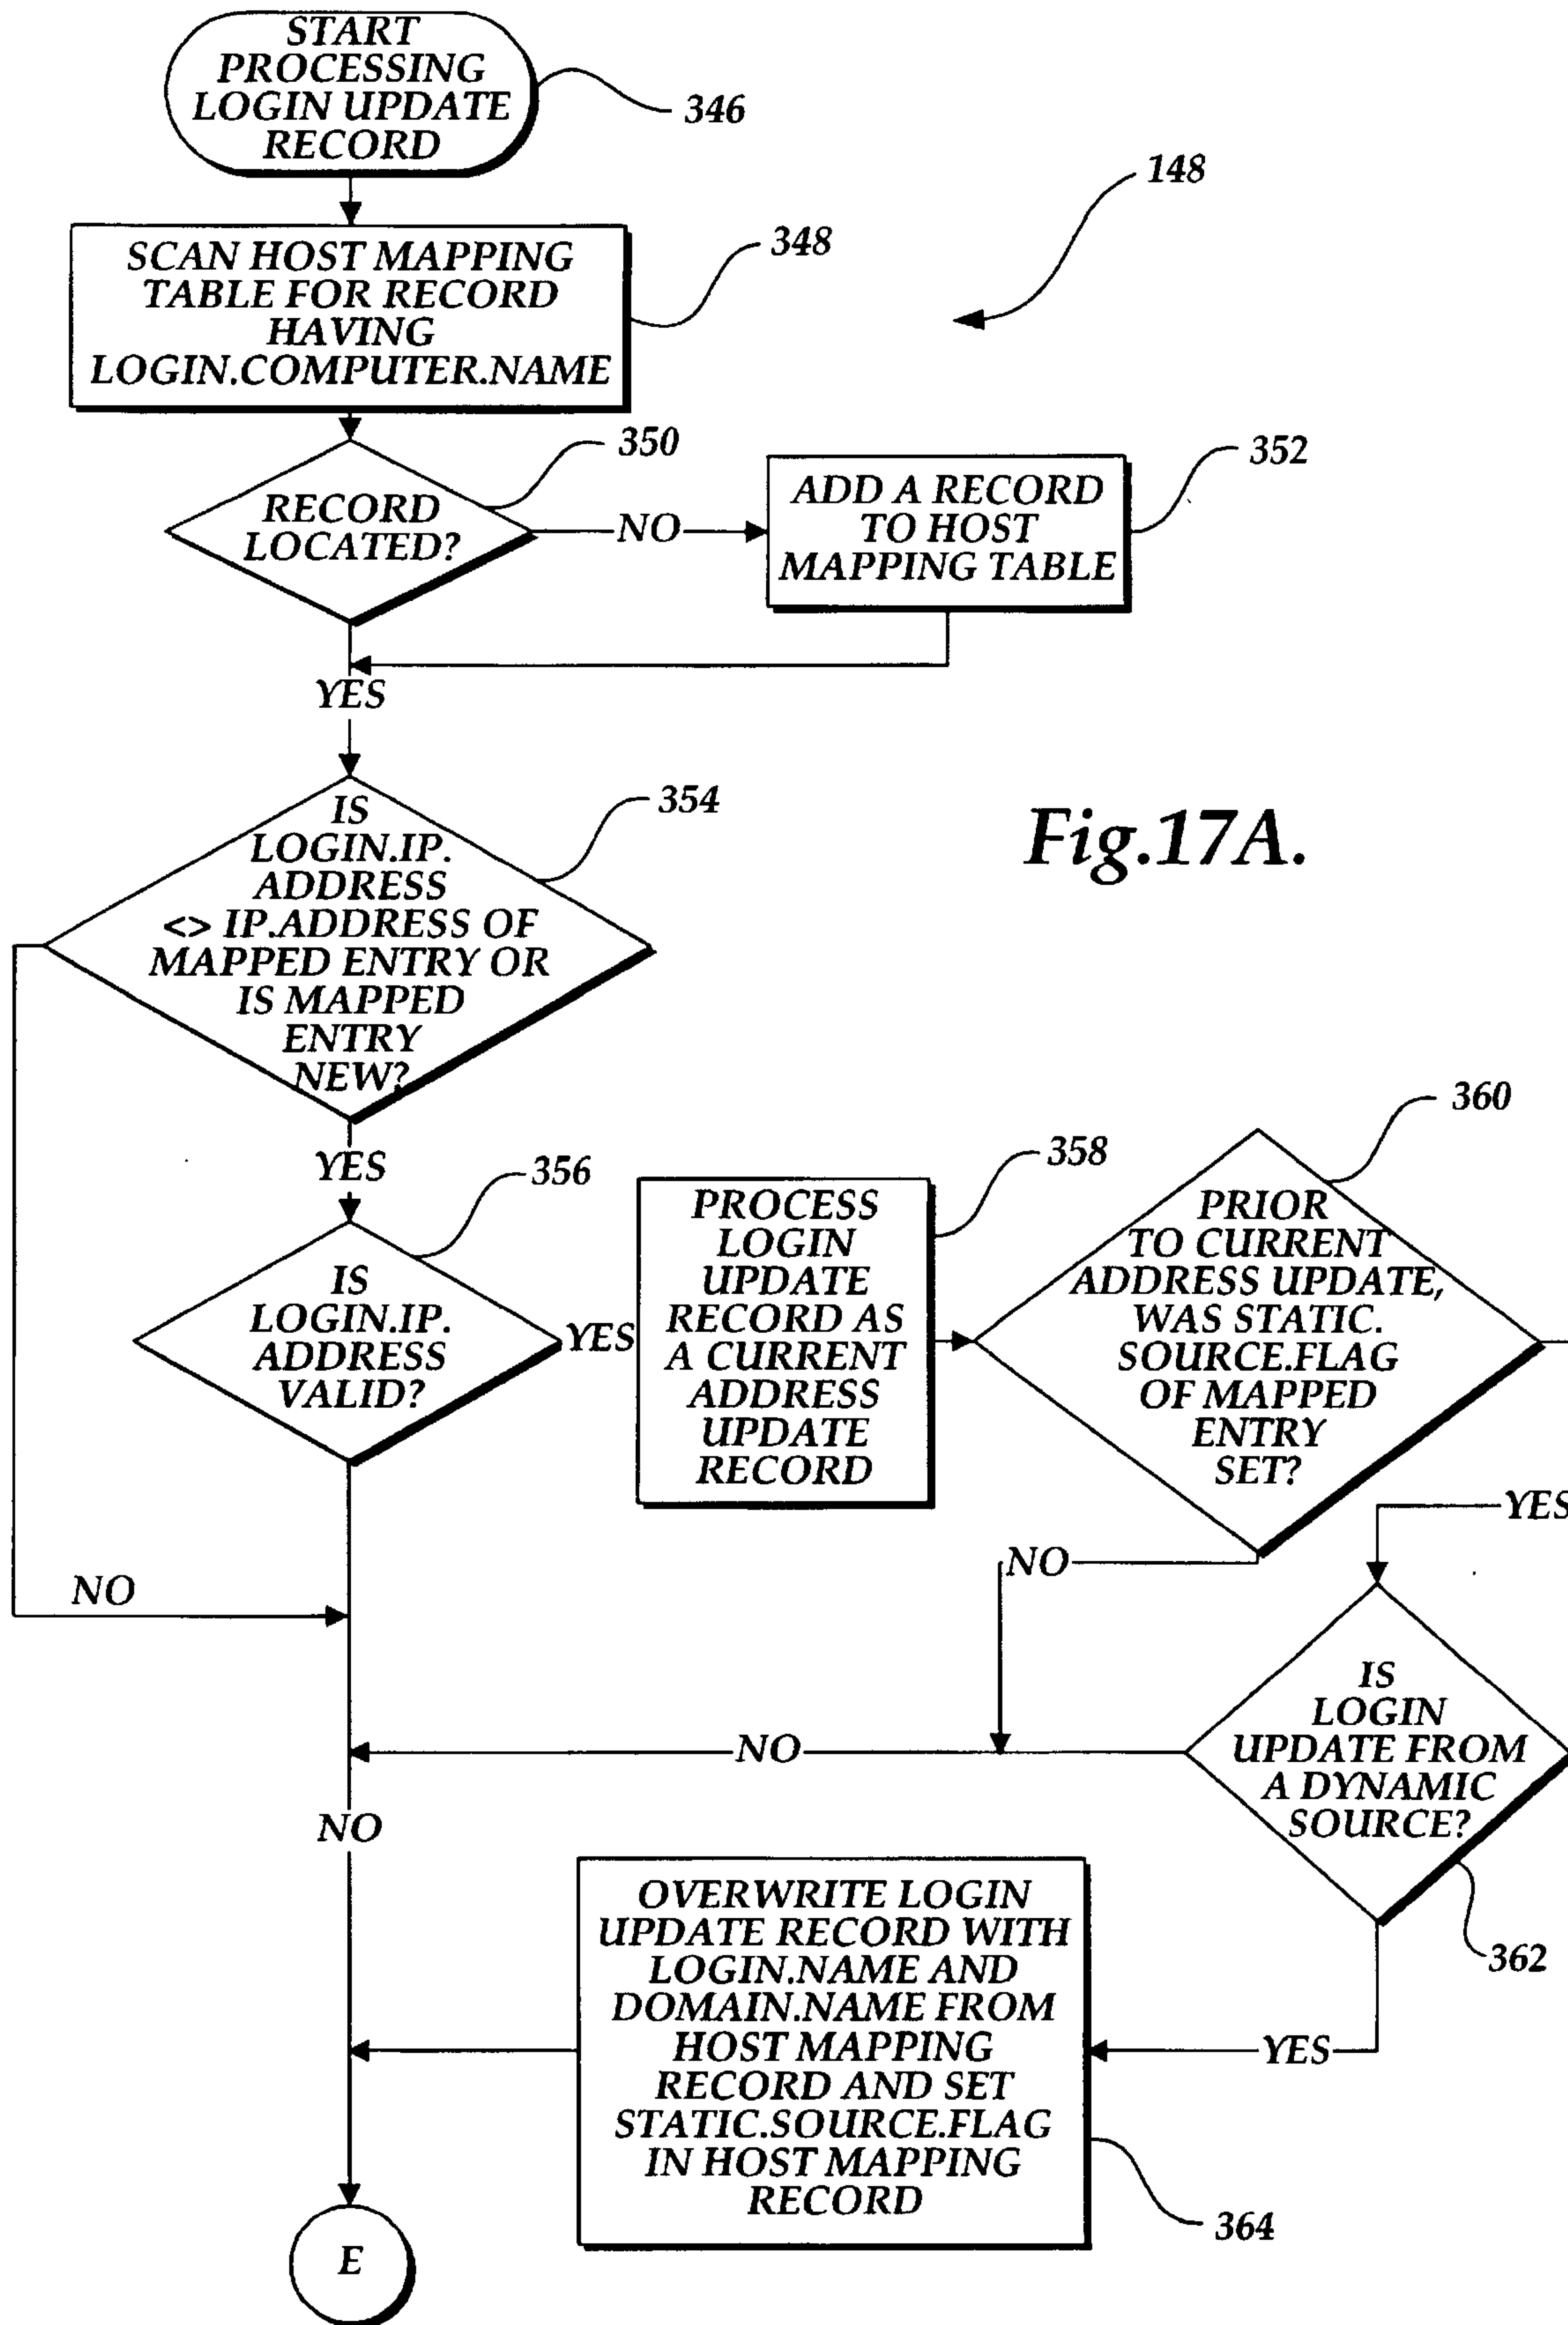 START
PROCESSING
LOGIN UPDATE
RECORD
346
148
SCAN HOST MAPPING
TABLE FOR RECORD
HAVING
LOGIN.COMPUTER.NAME
348
350
RECORD
LOCATED?
NO
ADD A RECORD
TO HOST
MAPPING TABLE
352
YES
IS
LOGIN.IP.
ADDRESS
<> IP.ADDRESS OF
MAPPED ENTRY OR
IS MAPPED
ENTRY
NEW?
354
Fig.17A.
YES
356
IS
LOGIN.IP.
ADDRESS
VALID?
YES
PROCESS
LOGIN
UPDATE
RECORD AS
A CURRENT
ADDRESS
UPDATE
RECORD
358
360
PRIOR
TO CURRENT
ADDRESS UPDATE,
WAS STATIC.
SOURCE.FLAG
OF MAPPED
ENTRY
SET?
YES
NO
NO
IS
LOGIN
UPDATE FROM
A DYNAMIC
SOURCE?
362
NO
NO
OVERWRITE LOGIN
UPDATE RECORD WITH
LOGIN.NAME AND
DOMAIN.NAME FROM
HOST MAPPING
RECORD AND SET
STATIC.SOURCE.FLAG
IN HOST MAPPING
RECORD
YES
364
E